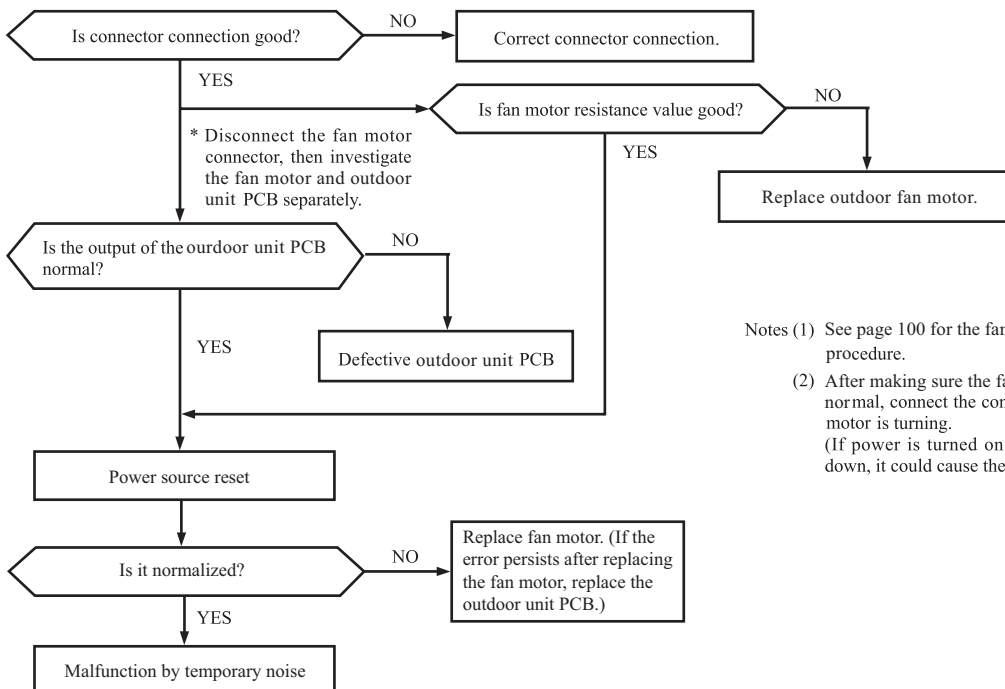 Is connector connection good?
NO
Correct connector connection.
YES
Is fan motor resistance value good?
NO
YES
Replace outdoor fan motor.
* Disconnect the fan motor
connector, then investigate
the fan motor and outdoor
unit PCB separately.
Is the output of the ourdoor unit PCB
normal?
NO
YES
Defective outdoor unit PCB
Notes (1) See page 100 for the
procedure.
(2) After making sure the
normal, connect the
motor is turning.
(If power is turned on
down, it could cause the
Power source reset
Is it normalized?
NO
Replace fan motor. (If the
error persists after replacing
the fan motor, replace the
outdoor unit PCB.)
YES
Malfunction by temporary noise